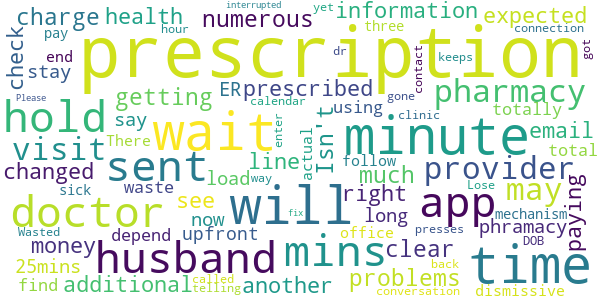 interrupted
charge health numerous yet information expected
pay hour dr three connection
check end prescription got
stay getting ER prescribed contact keeps gone pharmacy
Please say calendar using clinic
hold wait minute
There enter actual Isn't totally email
visit sent line follow much provider total
changed load way right may
sick waste see will app mechanism paying
Wasted now fix long office presses Lose phramacy
doctor depend upfront DOB
money husband mins clear time
25mins another called back problems
find additional telling conversation dismissive